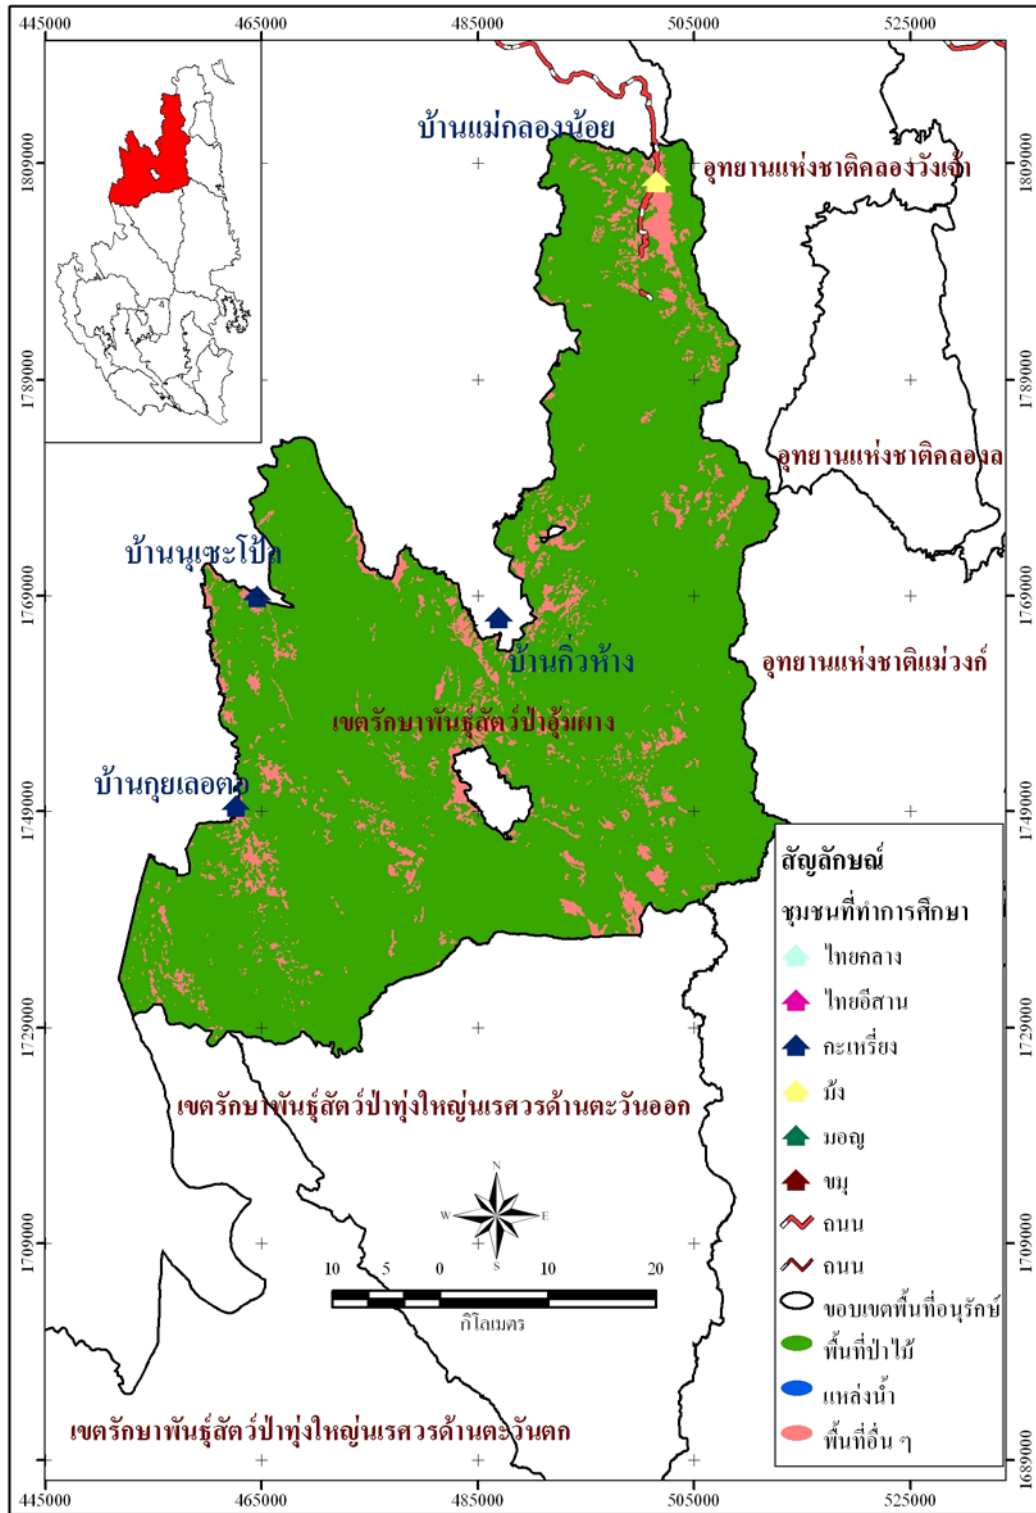 445000 465000 485000 505000 525000
บ้านแม่กลองน้อย
1809000 1809000
อุทยานแห่งชาติคลองวังเจ้า
4
1789000 1789000
อุทยานแห่งชาติคลองล
บ้านนุเซะโป้ล
1769000 1769000
บ้านกิ่วห้าง
อุทยานแห่งชาติแม่วงก์
เขตรักษาพันธุ์สัตว์ป่าอุ้มผาง
บ้านกุยเลอตอ
1749000 1749000
สัญลักษณ์
ชุมชนที่ทำการศึกษา
ไทยกลาง
ไทยอีสาน
กะเหรี่ยง
ม้ง
มอญ
ขมุ
ถนน
ถนน
ขอบเขตพื้นที่อนุรักษ์
พื้นที่ป่าไม้
แหล่งน้ำ
พื้นที่อื่น ๆ
1729000 1729000
เขตรักษาพันธุ์สัตว์ป่าทุ่งใหญ่นเรศวรด้านตะวันออก
N
W E
S
1709000 1709000
10 5 0 10 20
กิโลเมตร
เขตรักษาพันธุ์สัตว์ป่าทุ่งใหญ่นเรศวรด้านตะวันตก
1689000 1689000
445000 465000 485000 505000 525000